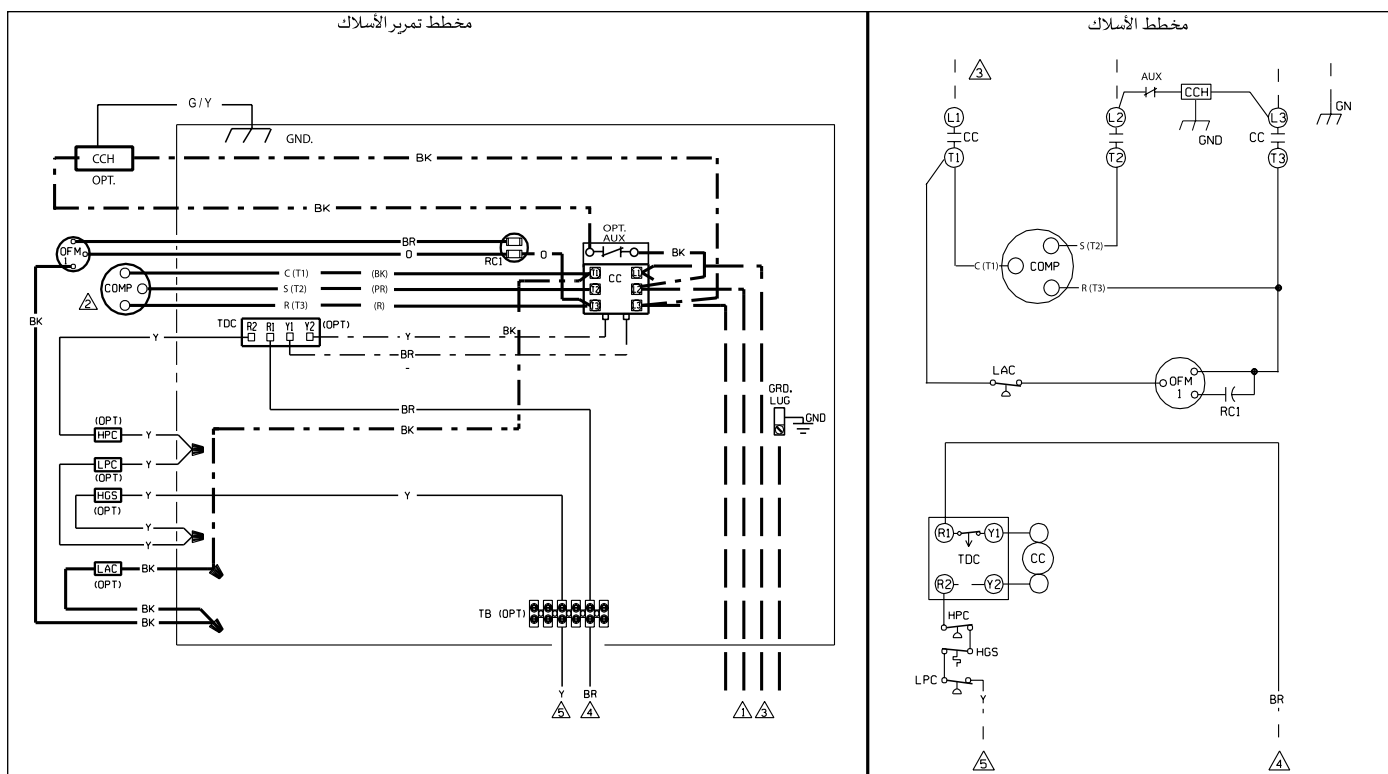 مخطط تمرير الأسلاك
G/Y
GND.
CCH
OPT.
BK
BK
OPT.
AUX
OFM
1
BR
O
RC1
O
BK
COMP
C (T1)
(BK)
S (T2)
(PR)
R (T3)
(R)
T1
T2
T3
CC
L1
L2
L3
2
BK
TDC
R2
R1
Y1
Y2
(OPT)
Y
Y
BK
BR
GRD.
LUG
GND
BR
BK
(OPT)
HPC
Y
LPC
Y
(OPT)
HGS
Y
Y
(OPT)
Y
Y
LAC
BK
(OPT)
BK
BK
TB (OPT)
Y
BR
5
4
1
3
مخطط الأسلاك
3
AUX
CCH
GND
GN
L1
L2
L3
CC
CC
T1
T2
T3
S (T2)
C (T1)
COMP
R (T3)
LAC
OFM
1
RC1
R1
Y1
TDC
CC
R2
Y2
HPC
HGS
LPC
Y
BR
5
4